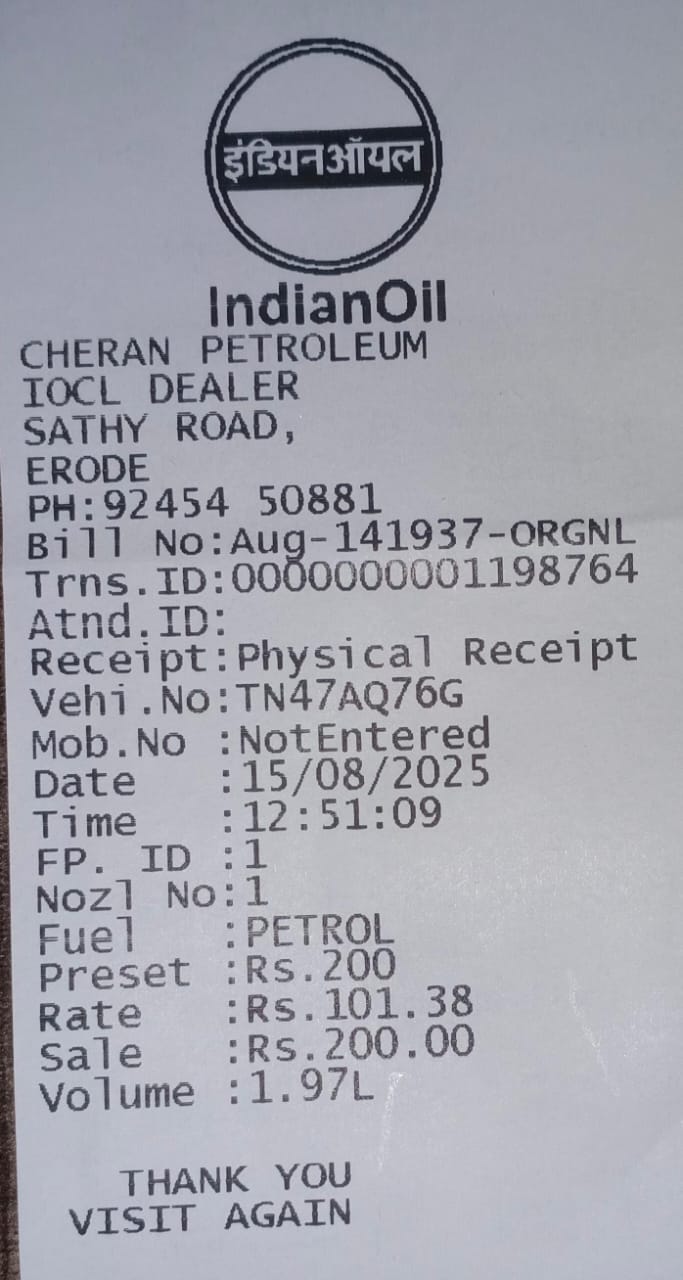 इंडियनऑयल
IndianOil
CHERAN PETROLEUM
IOCL DEALER
SATHY ROAD,
ERODE
PH:92454 50881
Bill No:Aug-141937-ORGNL
Trns.ID:0000000001198764
Atnd.ID:
Receipt:Physical Receipt
Vehi.No:TN47AQ76G
Mob.No :NotEntered
Date :15/08/2025
Time :12:51:09
FP. ID :1
Nozl No:1
Fuel :PETROL
Preset :Rs.200
Rate :Rs.101.38
Sale :Rs.200.00
Volume :1.97L
THANK YOU
VISIT AGAIN